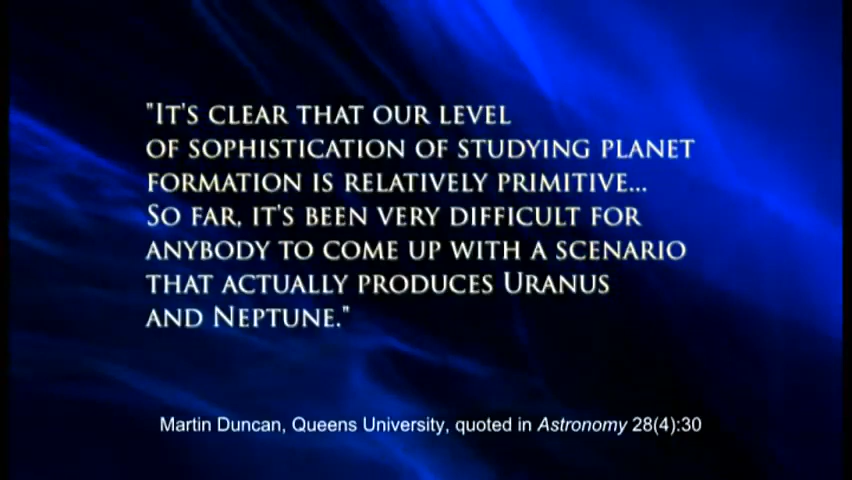 "It's clear that our level
of sophistication of studying planet
formation is relatively primitive...
So far, it's been very difficult for
anybody to come up with a scenario
that actually produces Uranus
and Neptune."
Martin Duncan, Queens University, quoted in Astronomy 28(4):30